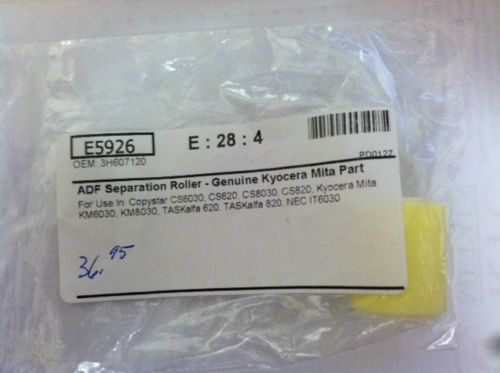 E5926 E : 28 : 4
OEM: 3H607120 PD0127
ADF Separation Roller - Genuine Kyocera Mita Part
For Use In: Copystar CS6030, CS620, CS8030, CS820, Kyocera Mita
KM6030, KM8030, TASKalfa 620, TASKalfa 820, NEC IT6030
36.95